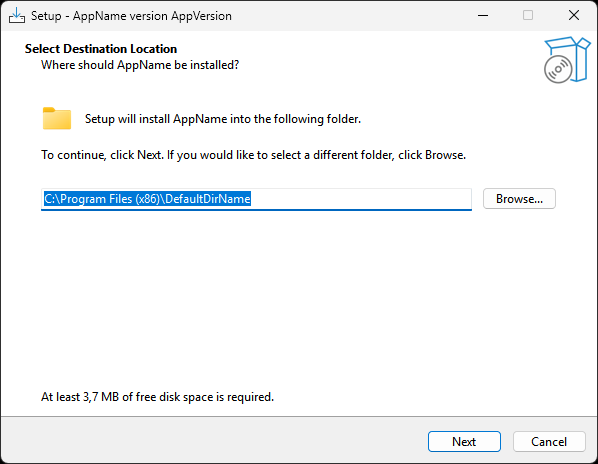 Setup - AppName version AppVersion
Select Destination Location
Where should AppName be installed?
Setup will install AppName into the following folder.
To continue, click Next. If you would like to select a different folder, click Browse.
C:\Program Files (x86)\DefaultDirName
Browse...
At least 3,7 MB of free disk space is required.
Next
Cancel